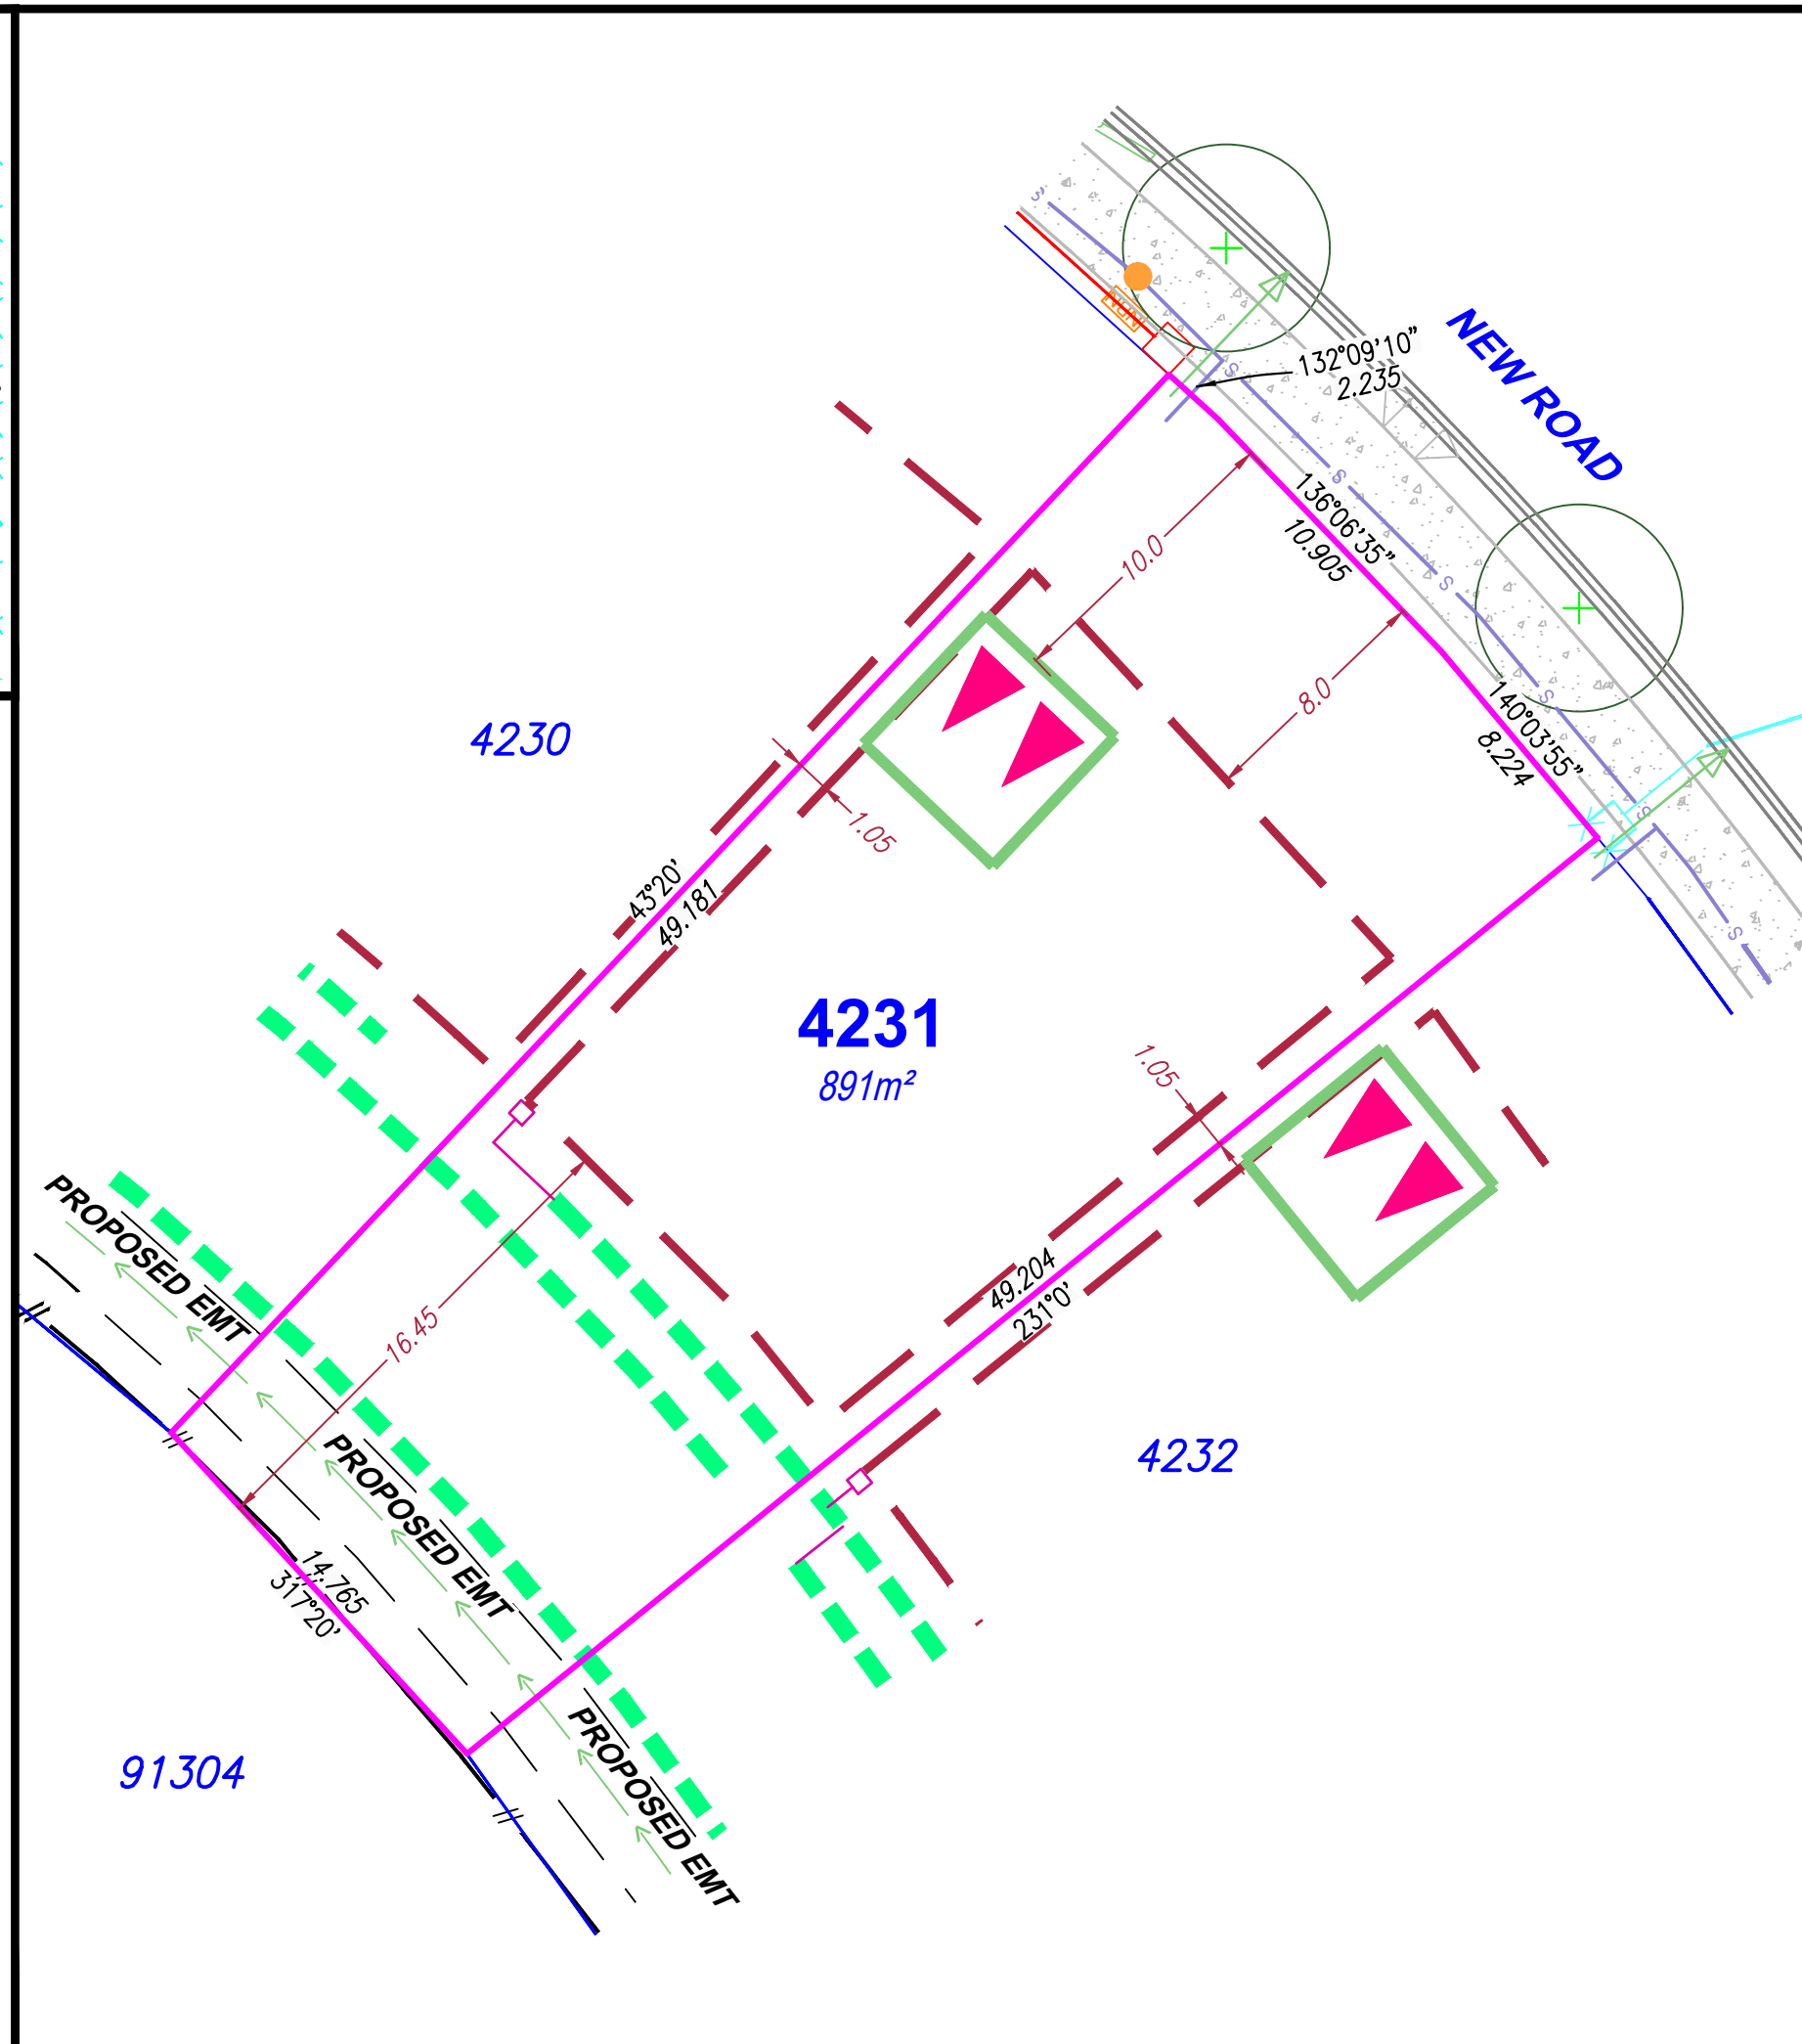 NEW ROAD
132°09'10"
2.235
136°06'35"
10.905
10.0
8.0
140°03'55"
8.224
4230
1.05
43°20'
49.181
4231
891m²
1.05
49.204
231°0'
16.45
PROPOSED EMT
PROPOSED EMT
PROPOSED EMT
14.765
317°20'
4232
91304
NBN
S
S
S
S
S
S
S
S